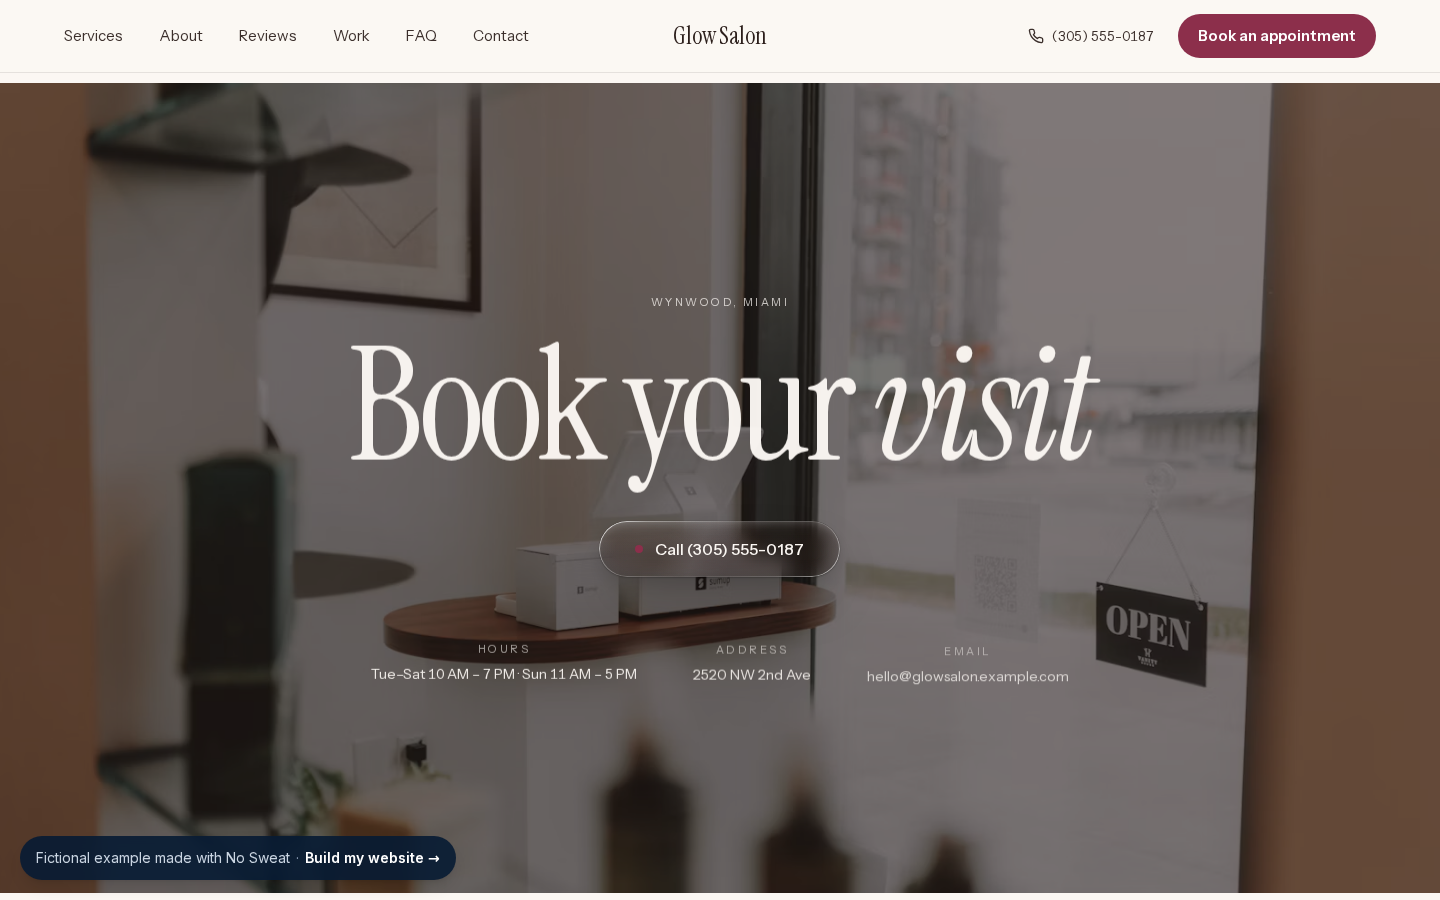 Services About Reviews Work FAQ Contact
Glow Salon
(305) 555-0187
Book an appointment
WYNWOOD, MIAMI
Book your visit
Call (305) 555-0187
sumup
OPEN
HOURS
Tue–Sat 10 AM – 7 PM · Sun 11 AM – 5 PM
ADDRESS
2520 NW 2nd Ave
EMAIL
hello@glowsalon.example.com
Fictional example made with No Sweat · Build my website →